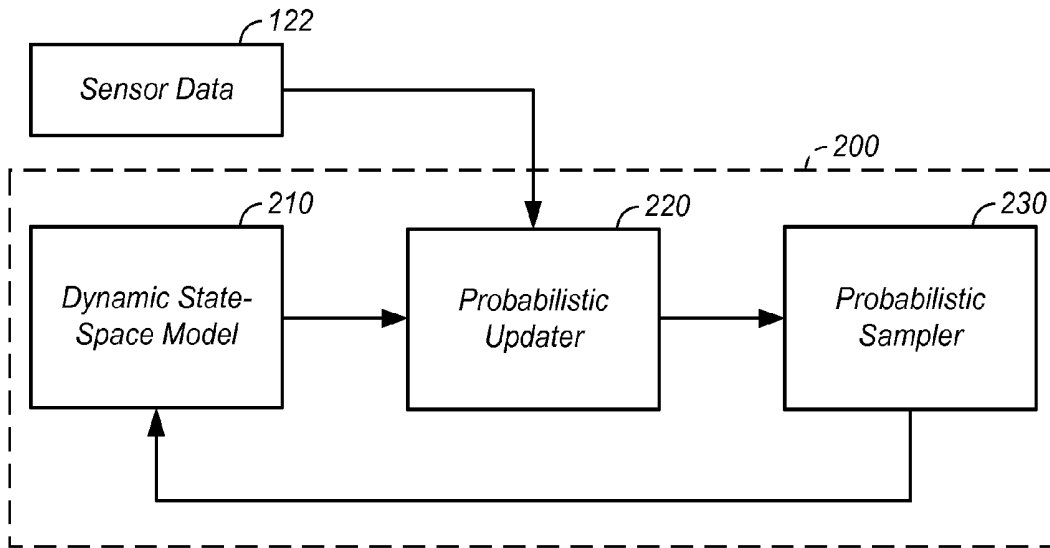 122
Sensor Data
200
210
220
230
Dynamic State-
Space Model
Probabilistic
Updater
Probabilistic
Sampler